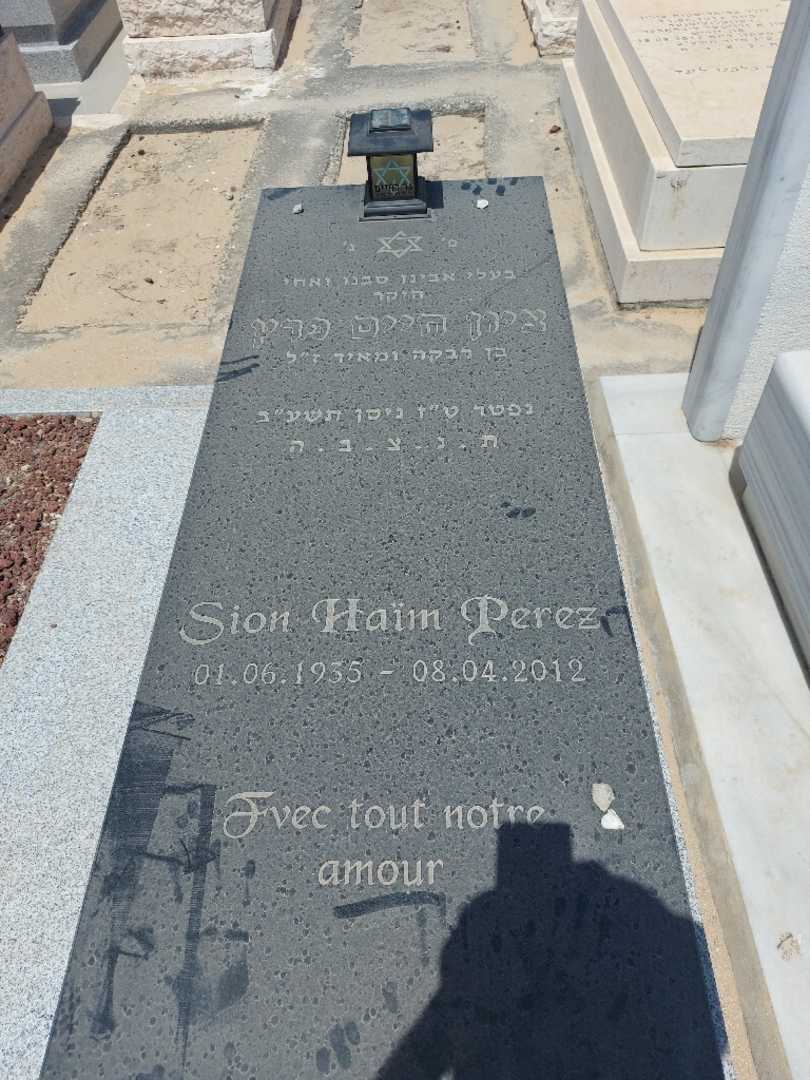 פ' נ'
בעלי אבינו סבנו ואחי
היקר
ציון חיים פרץ
בן רבקה ומאיר ז"ל
נפטר ט"ז ניסן תשע"ב
ת . נ . צ . ב . ה
Sion Haïm Perez
01.06.1935 - 08.04.2012
Avec tout notre
amour